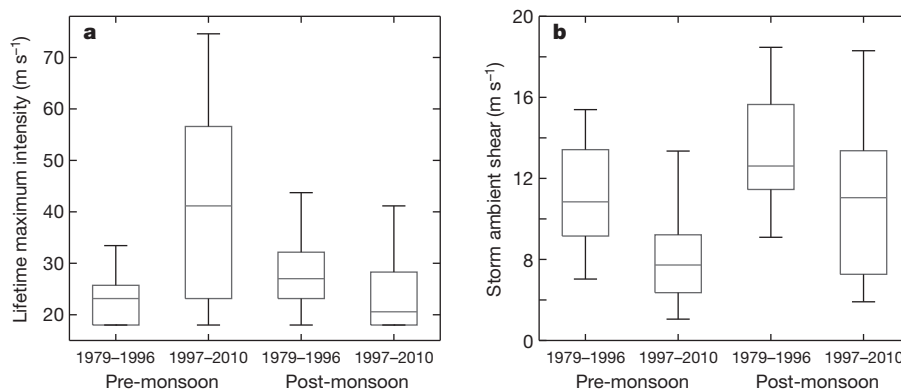 a
Lifetime maximum intensity (m s⁻¹)
70
60
50
40
30
20
1979–1996 1997–2010 1979–1996 1997–2010
Pre-monsoon Post-monsoon
b
Storm ambient shear (m s⁻¹)
20
16
12
8
4
0
1979–1996 1997–2010 1979–1996 1997–2010
Pre-monsoon Post-monsoon